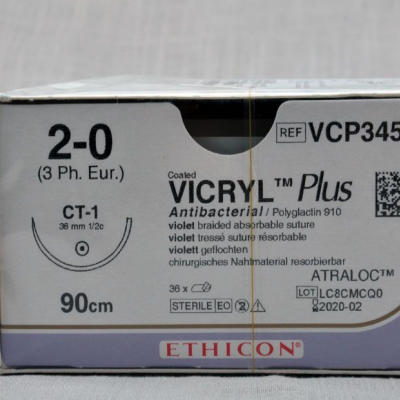 2-0
(3 Ph. Eur.)
CT-1
36 mm 1/2c
90cm
REF VCP345
Coated
VICRYL™ Plus
Antibacterial / Polyglactin 910
violet braided absorbable suture
violet tressé suture résorbable
violett geflochten
chirurgisches Nahtmaterial resorbierbar
ATRALOC™
36 x
LOT LC8CMCQ0
STERILE EO 2
2020-02
ETHICON